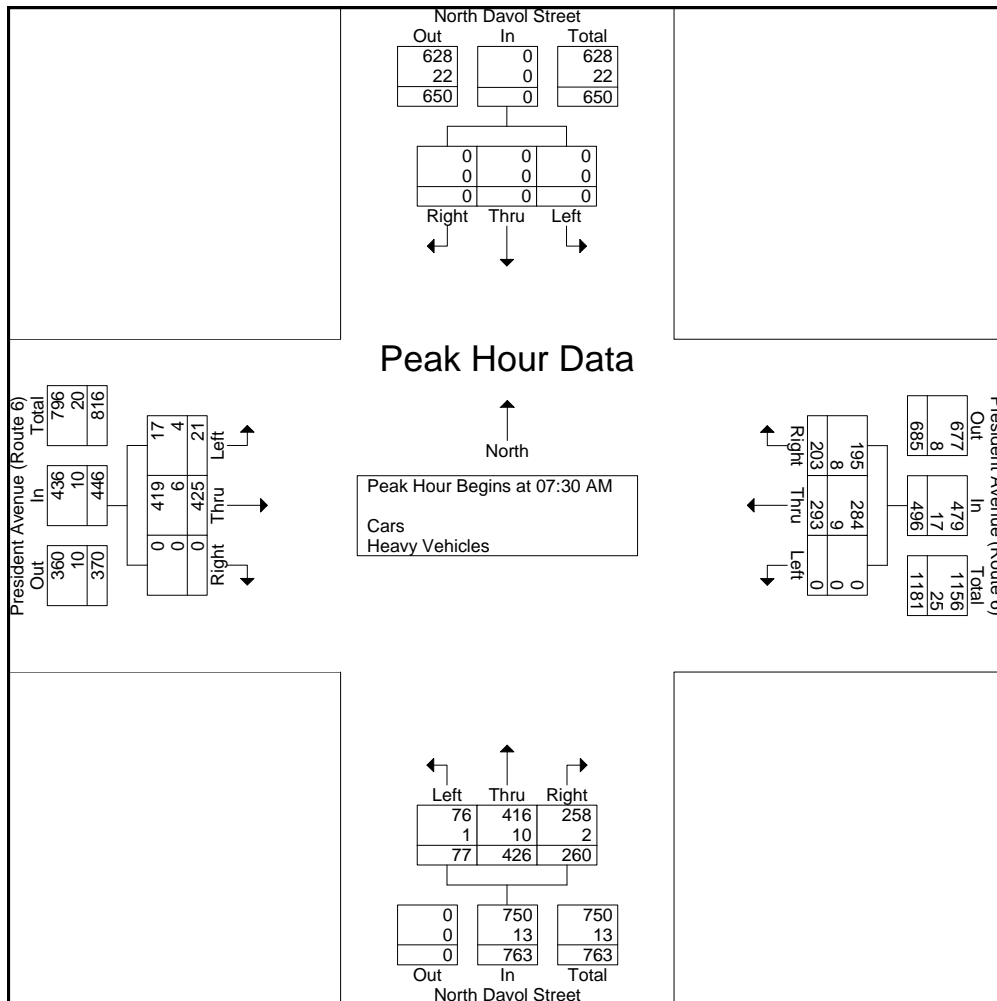 North Davol Street
Out In Total
628 0 628
22 0 22
650 0 650
0 0 0
0 0 0
0 0 0
Right Thru Left
Peak Hour Data
North
Peak Hour Begins at 07:30 AM
Cars
Heavy Vehicles
President Avenue (Route 6)
Total In Out
796 436 360
20 10 10
816 446 370
17 419 0
4 6 0
21 425 0
Left Thru Right
President Avenue (Route 6)
Out In Total
677 479 1156
8 17 25
685 496 1181
195 284 0
8 9 0
203 293 0
Right Thru Left
Left Thru Right
76 416 258
1 10 2
77 426 260
0 750 750
0 13 13
0 763 763
Out In Total
North Davol Street